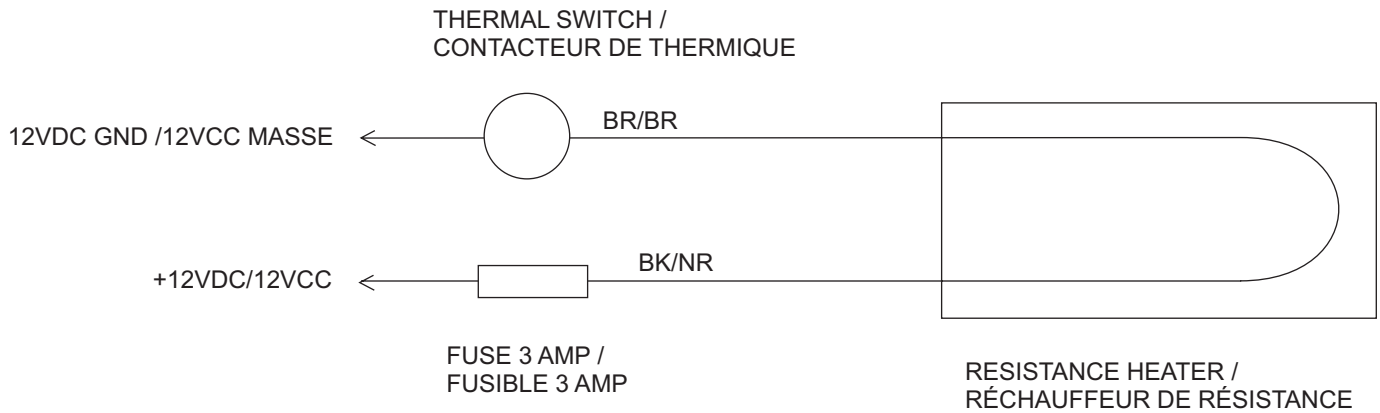 THERMAL SWITCH /
CONTACTEUR DE THERMIQUE
12VDC GND /12VCC MASSE
BR/BR
+12VDC/12VCC
BK/NR
FUSE 3 AMP /
FUSIBLE 3 AMP
RESISTANCE HEATER /
RÉCHAUFFEUR DE RÉSISTANCE